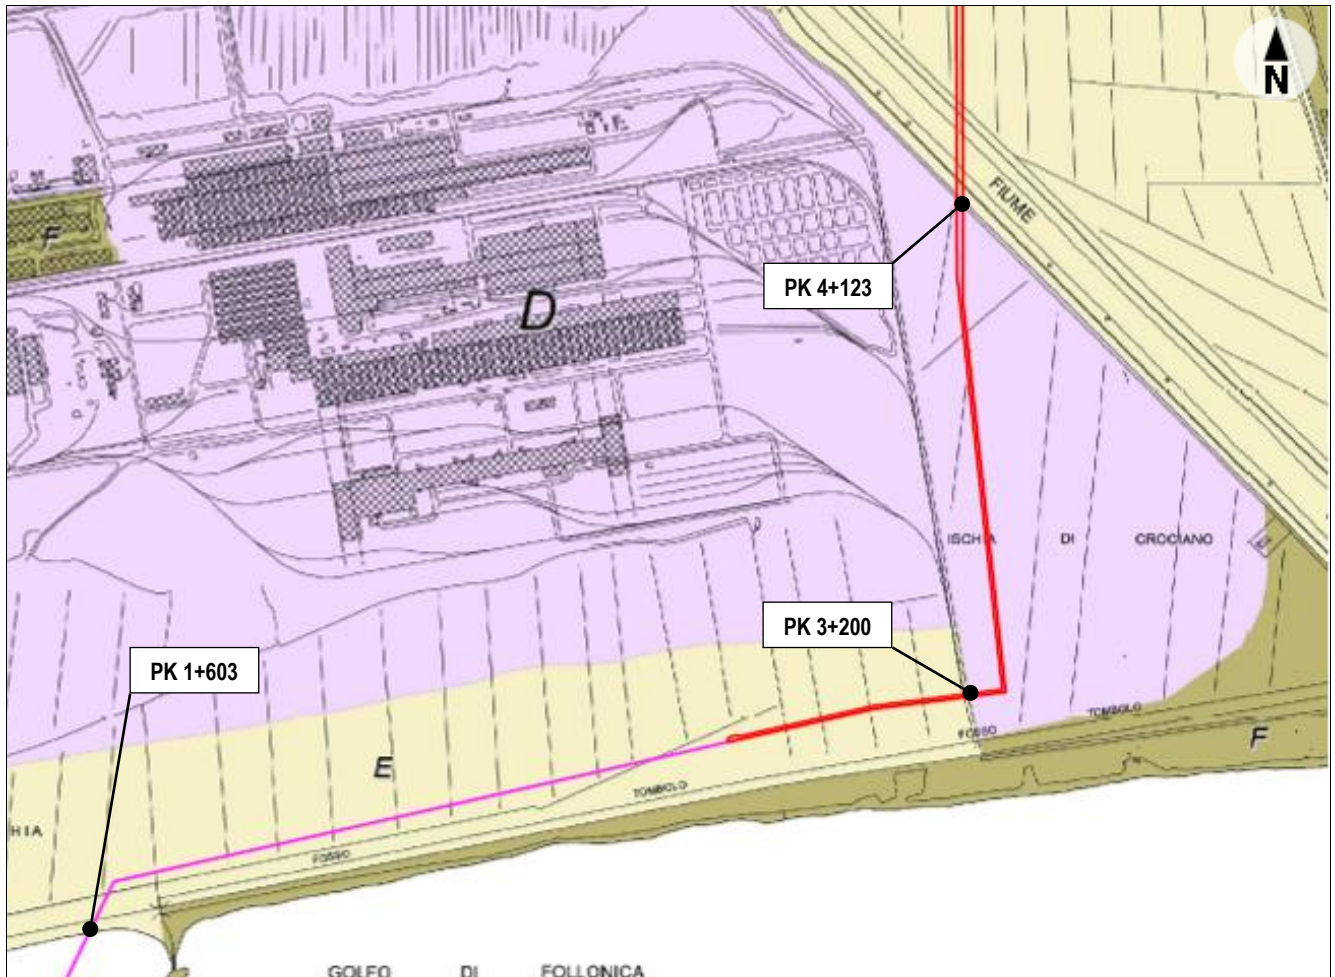 N
FIUME
F
PK 4+123
D
ISCHIA DI CROCIANO
PK 3+200
PK 1+603
TOMBOLO
FOSSO
F
E
TOMBOLO
HIA
FOSSO
GOLFO DI FOLLONICA